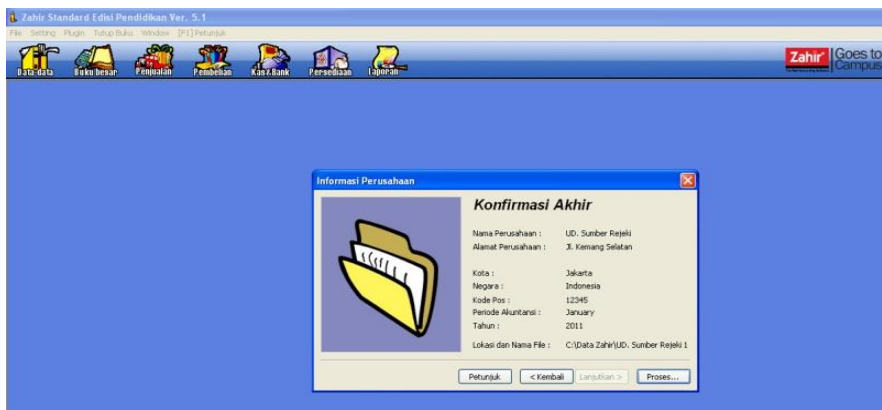 Zahir Standard Edisi Pendidikan Ver. 5.1
File Setting Plugin Tutup Buku Window [F1] Petunjuk
Data-data Buku besar Penjualan Pembelian Kas & Bank Persediaan Laporan
Zahir Goes to
Campus
Informasi Perusahaan
Konfirmasi Akhir
Nama Perusahaan : UD. Sumber Rejeki
Alamat Perusahaan : Jl. Kemang Selatan
Kota : Jakarta
Negara : Indonesia
Kode Pos : 12345
Periode Akuntansi : January
Tahun : 2011
Lokasi dan Nama File : C:\Data Zahir\UD. Sumber Rejeki 1
Petunjuk < Kembali Lanjutkan > Proses...